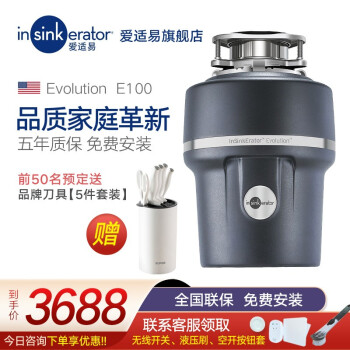 insinkerator® 爱适易旗舰店
爱适易
Evolution E100
品质家庭革新
五年质保 免费安装
前50名预定送
品牌刀具【5件套装】
赠
InSinkErator® Evolution®
insinkerator
到手价
¥3688
全国联保 免费安装
联系客服领取
今日咨询下单享优惠!!
无线开关、液压刷、空开按钮套